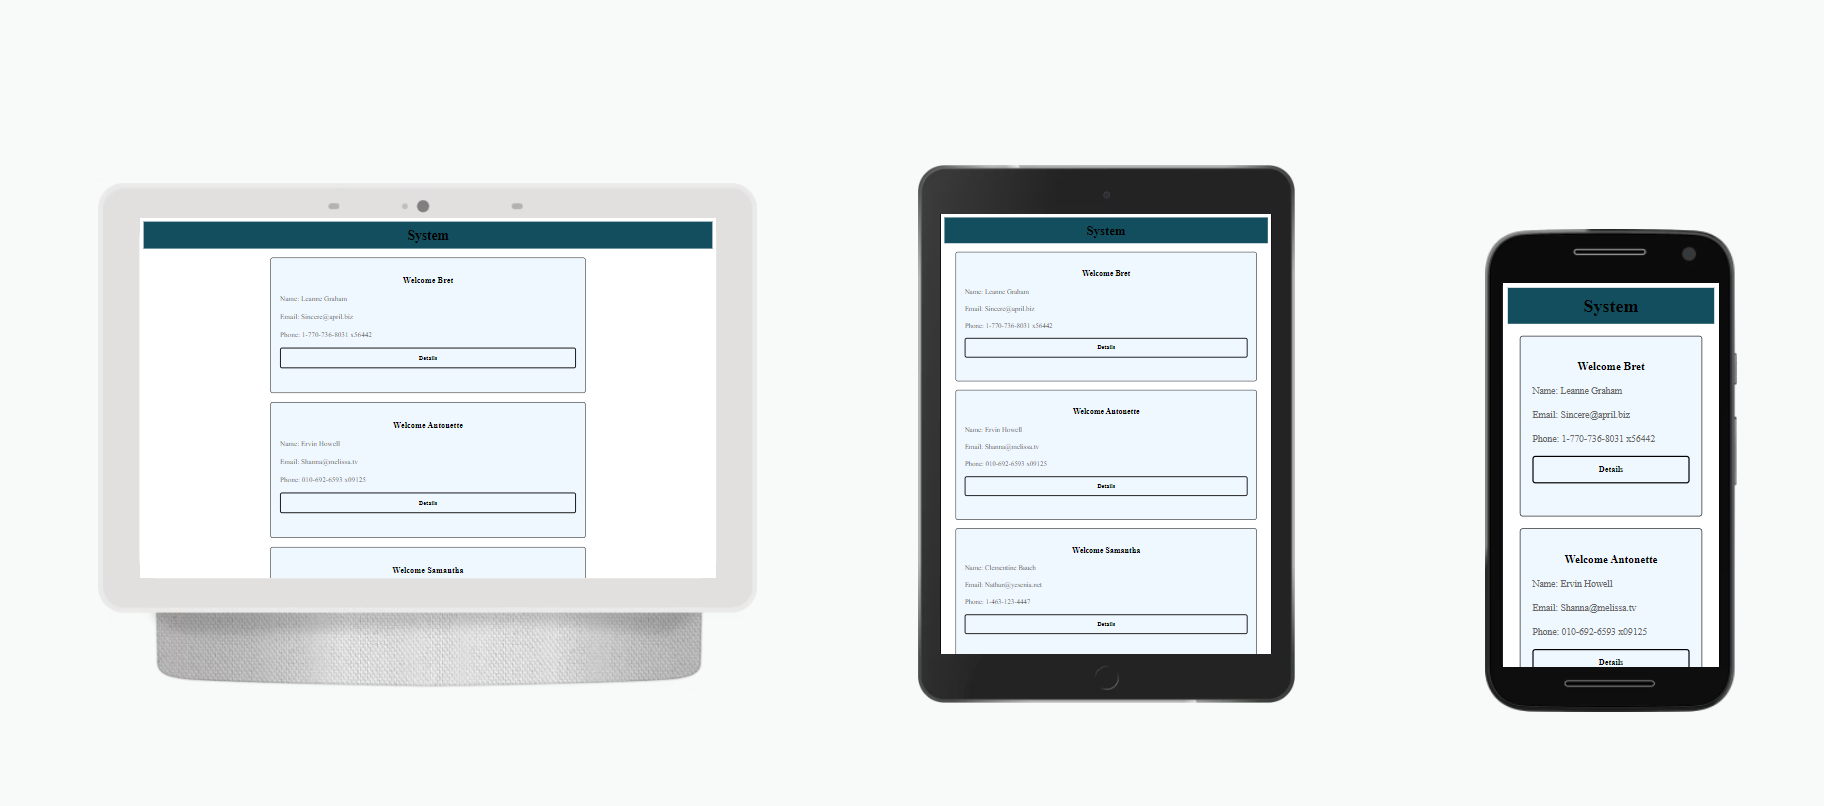 System
Welcome Bret
Name: Leanne Graham
Email: Sincere@april.biz
Phone: 1-770-736-8031 x56442
Details
Welcome Antonette
Name: Ervin Howell
Email: Shanna@melissa.tv
Phone: 010-692-6593 x09125
Details
Welcome Samantha
System
Welcome Bret
Name: Leanne Graham
Email: Sincere@april.biz
Phone: 1-770-736-8031 x56442
Details
Welcome Antonette
Name: Ervin Howell
Email: Shanna@melissa.tv
Phone: 010-692-6593 x09125
Details
Welcome Samantha
Name: Clementine Bauch
Email: Nathan@yesenia.net
Phone: 1-463-123-4447
Details
System
Welcome Bret
Name: Leanne Graham
Email: Sincere@april.biz
Phone: 1-770-736-8031 x56442
Details
Welcome Antonette
Name: Ervin Howell
Email: Shanna@melissa.tv
Phone: 010-692-6593 x09125
Details